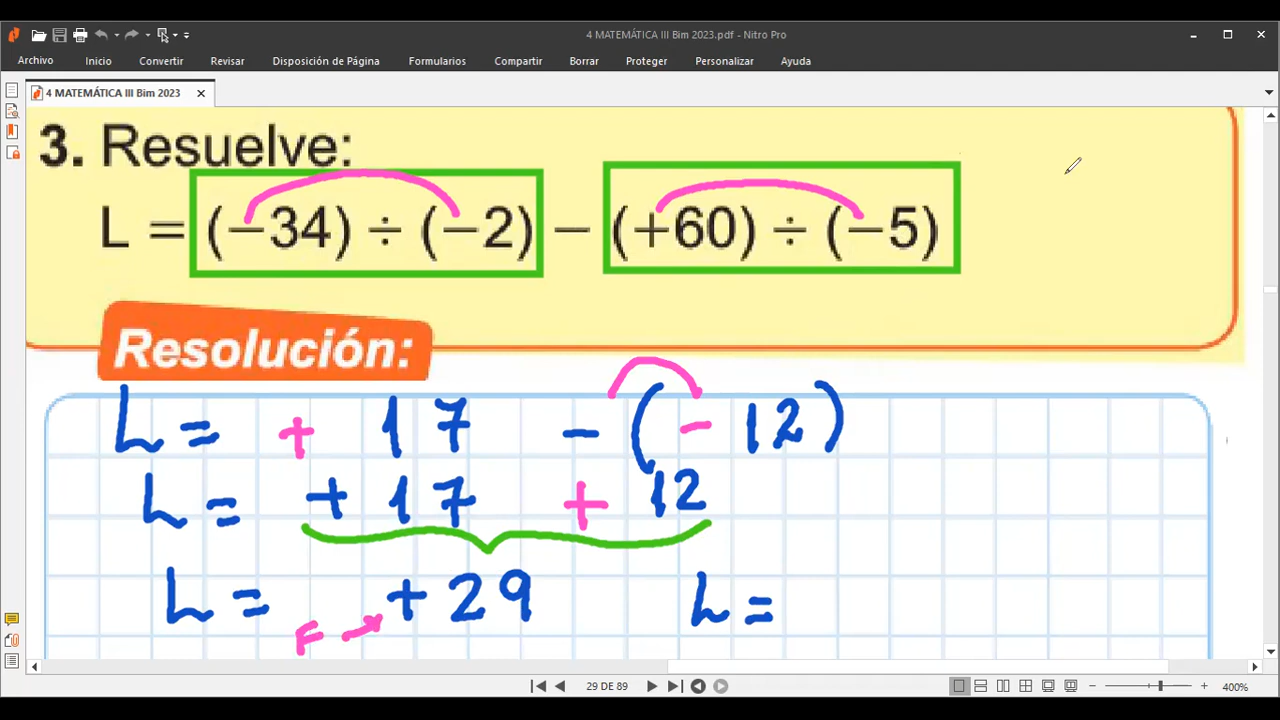 4 MATEMÁTICA III Bim 2023.pdf - Nitro Pro
Archivo Inicio Convertir Revisar Disposición de Página Formularios Compartir Borrar Proteger Personalizar Ayuda
4 MATEMÁTICA III Bim 2023
3. Resuelve:
L = (−34) ÷ (−2) − (+60) ÷ (−5)
Resolución:
L = + 17 - ( - 12)
L = + 17 + 12
L = + 29 L =
F →
29 DE 89
400%